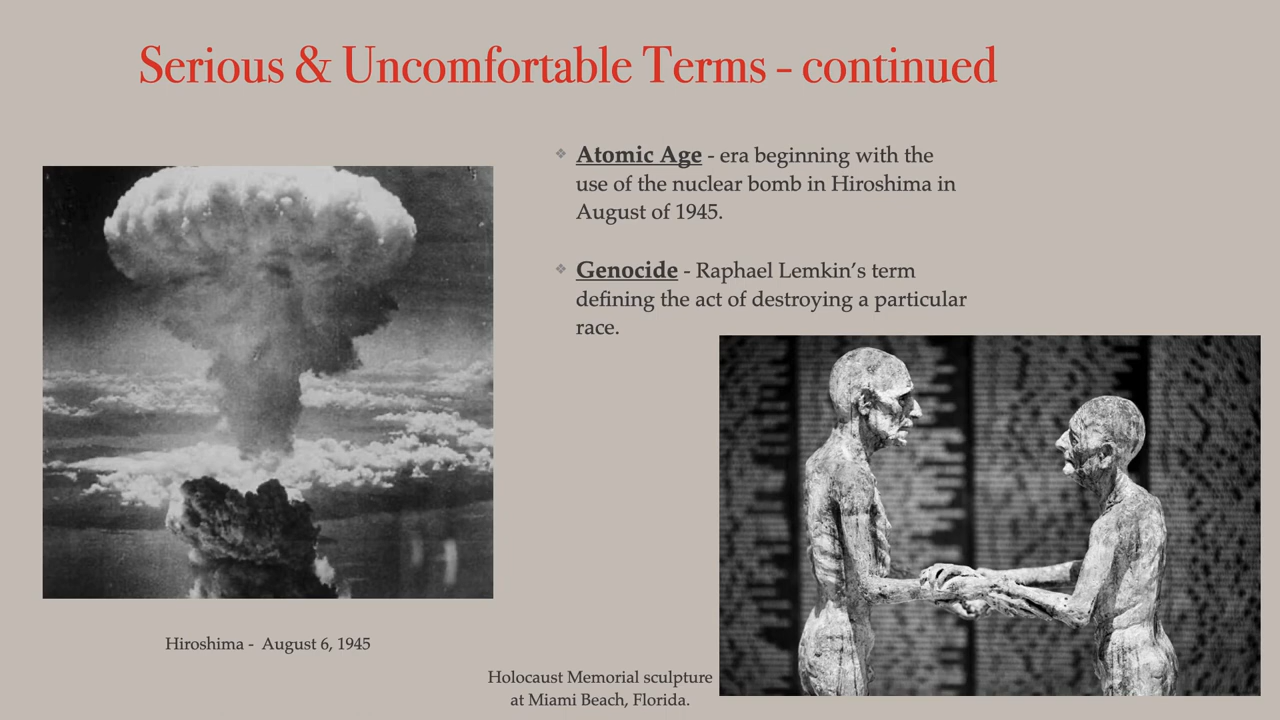 Serious & Uncomfortable Terms - continued
❖ Atomic Age - era beginning with the
use of the nuclear bomb in Hiroshima in
August of 1945.
❖ Genocide - Raphael Lemkin’s term
defining the act of destroying a particular
race.
Hiroshima -  August 6, 1945
Holocaust Memorial sculpture
at Miami Beach, Florida.